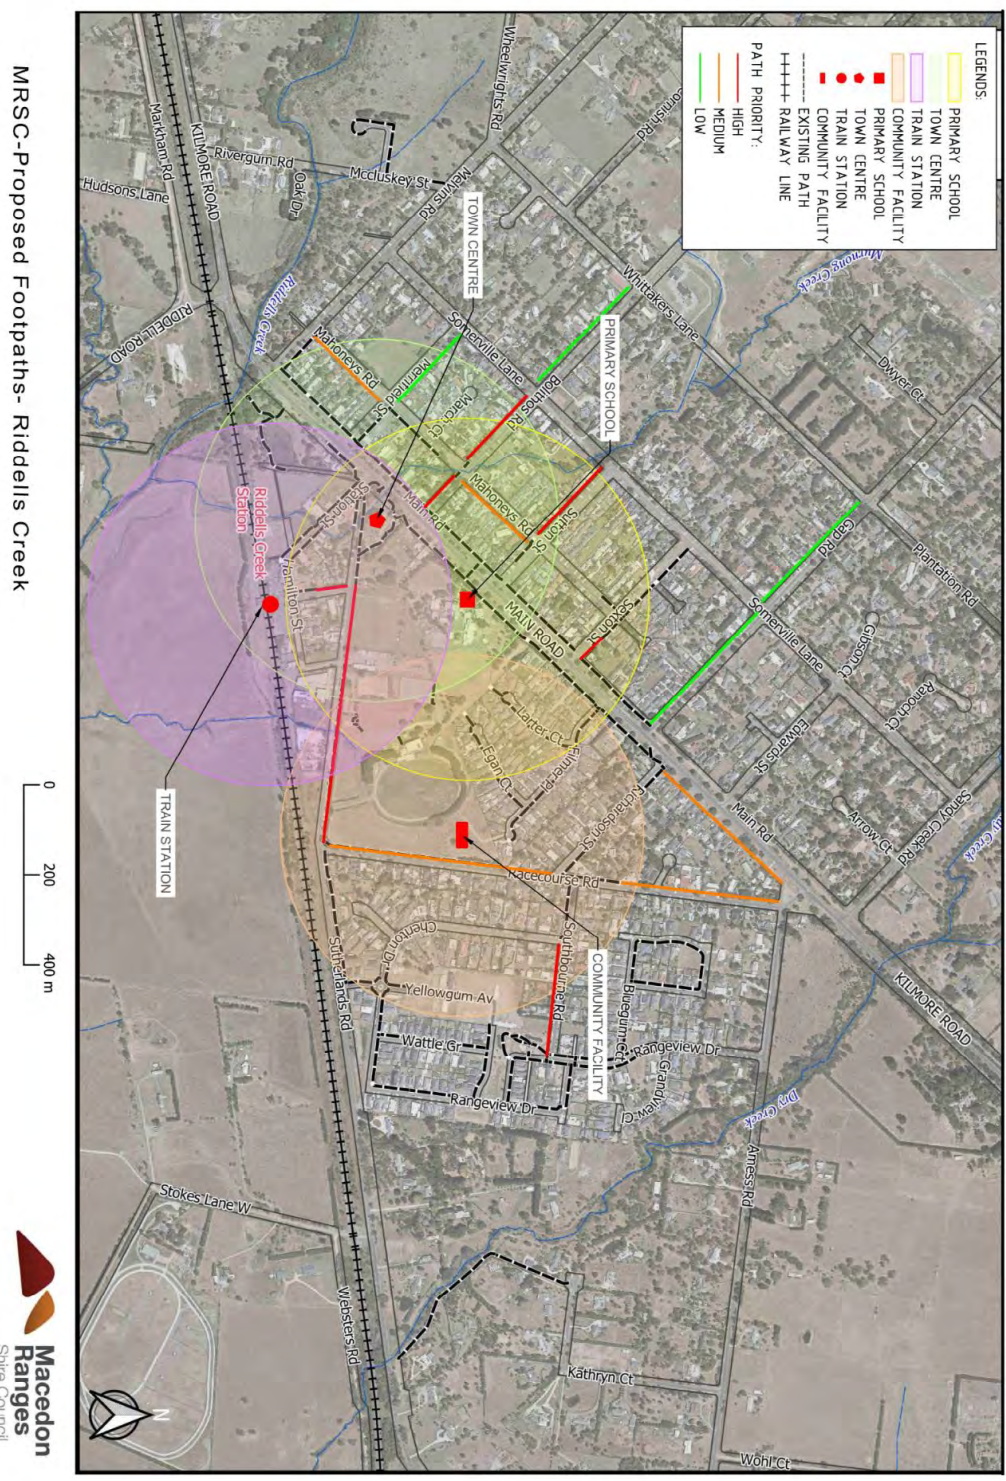 LEGENDS:
PRIMARY SCHOOL
TOWN CENTRE
TRAIN STATION
COMMUNITY FACILITY
PRIMARY SCHOOL
TOWN CENTRE
TRAIN STATION
COMMUNITY FACILITY
EXISTING PATH
RAILWAY LINE
PATH PRIORITY:
HIGH
MEDIUM
LOW
Wheelwrights Rd
Melvins Rd
Mccluskey St
Rivergum Rd
Oak Dr
KILMORE ROAD
Markham Rd
Hudsons Lane
RIDDELL ROAD
Riddells Creek
TOWN CENTRE
PRIMARY SCHOOL
Whittakers Lane
Dwyer Ct
Plantation Rd
Gap Rd
Somerville Lane
Gibson Ct
Ranoch Ct
Edwards St
Arrow Ct
Sandy Creek Rd
Main Rd
KILMORE ROAD
Somerville Lane
Bolithos Rd
Mahoneys Rd
Merrifield St
March Ct
Mahoneys Rd
Sutton St
Sexton St
Main Rd
MAIN ROAD
Station St
Hamilton St
Riddells Creek
Station
Larter Ct
Egan Ct
Filmer Pl
Richardson St
Racecourse Rd
Southbourne Rd
COMMUNITY FACILITY
Sutherlands Rd
Yellowgum Av
Wattle Gr
Rangeview Dr
Rangeview Dr
Amess Rd
Dry Creek
Stokes Lane W
Websters Rd
Kathryn Ct
Wohl Ct
TRAIN STATION
N
0 200 400 m
MRSC-Proposed Footpaths- Riddells Creek
Macedon
Ranges
Shire Council